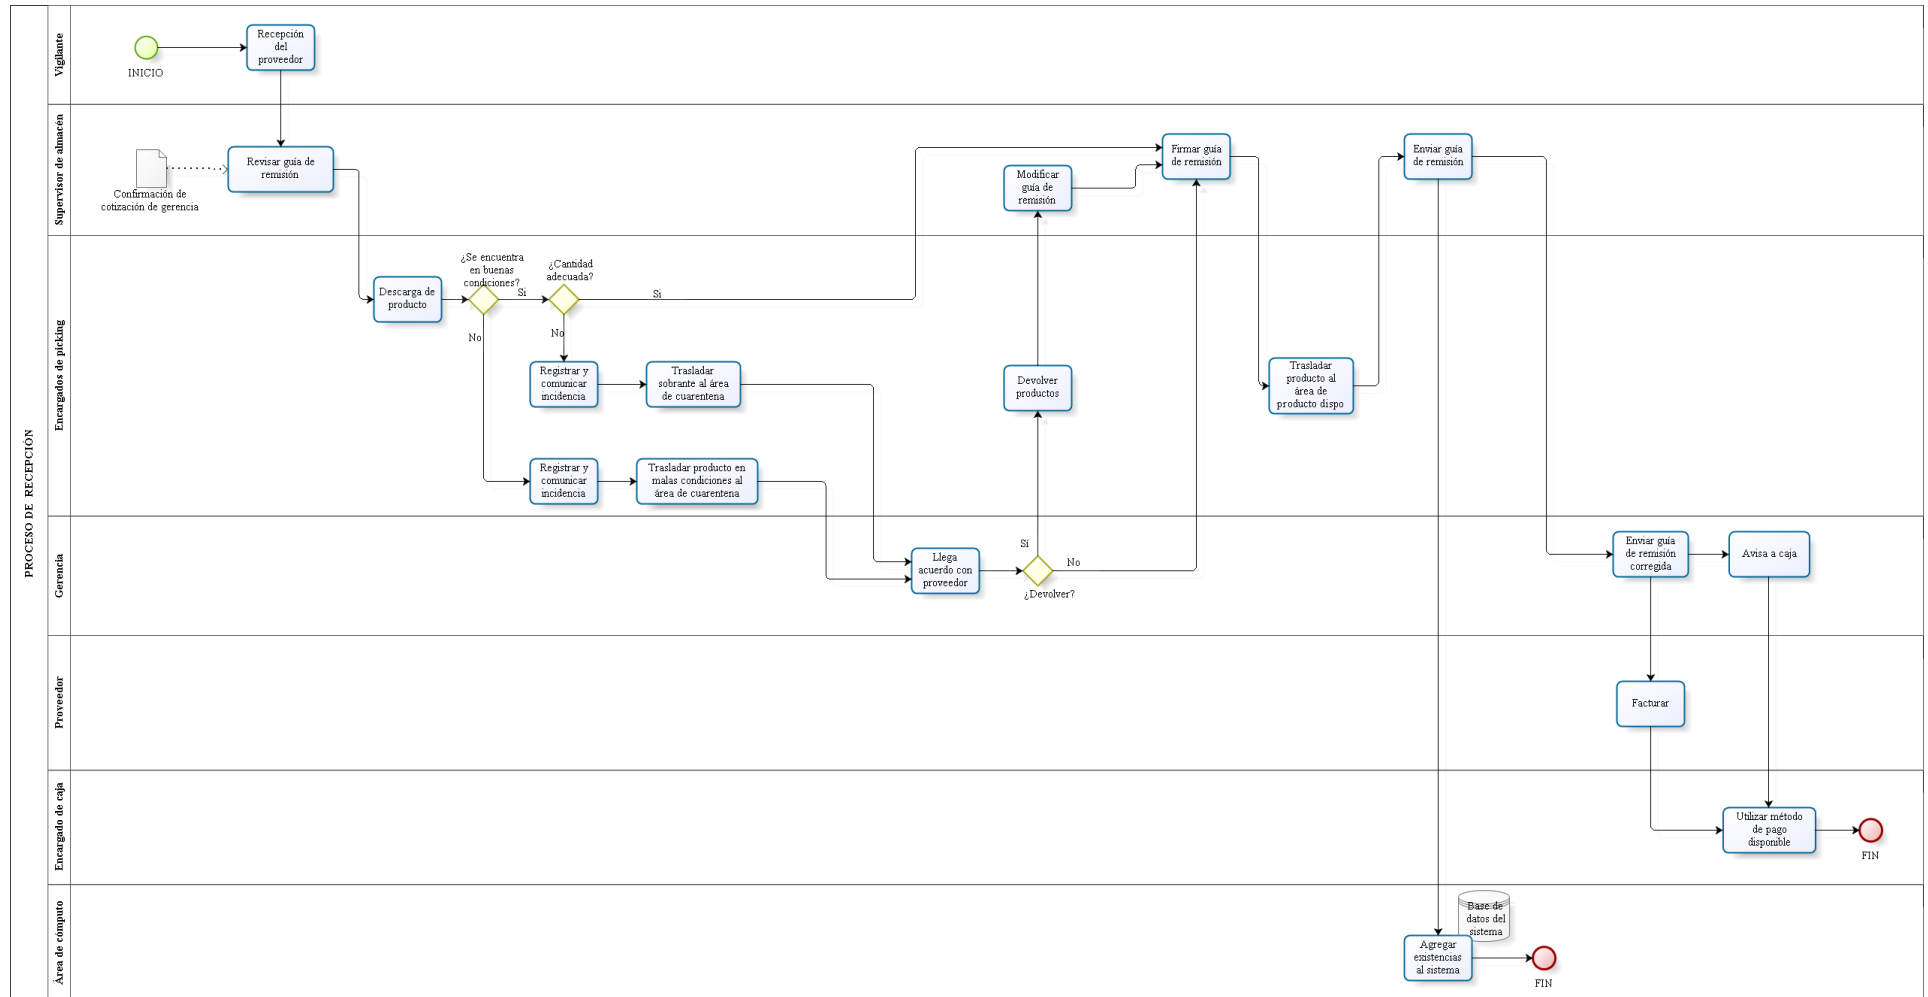 PROCESO DE RECEPCIÓN
Vigilante
INICIO
Recepción
del
proveedor
Supervisor de almacén
Confirmación de
cotización de gerencia
Revisar guía de
remisión
Modificar
guía de
remisión
Firmar guía
de remisión
Enviar guía
de remisión
Encargados de picking
Descarga de
producto
¿Se encuentra
en buenas
condiciones?
Si
No
¿Cantidad
adecuada?
Si
No
Registrar y
comunicar
incidencia
Trasladar
sobrante al área
de cuarentena
Registrar y
comunicar
incidencia
Trasladar producto en
malas condiciones al
área de cuarentena
Devolver
productos
Trasladar
producto al
área de
producto dispo
Gerencia
Llega
acuerdo con
proveedor
Sí
No
¿Devolver?
Enviar guía
de remisión
corregida
Avisa a caja
Proveedor
Facturar
Encargado de caja
Utilizar método
de pago
disponible
FIN
Área de cómputo
Base de
datos del
sistema
Agregar
existencias
al sistema
FIN